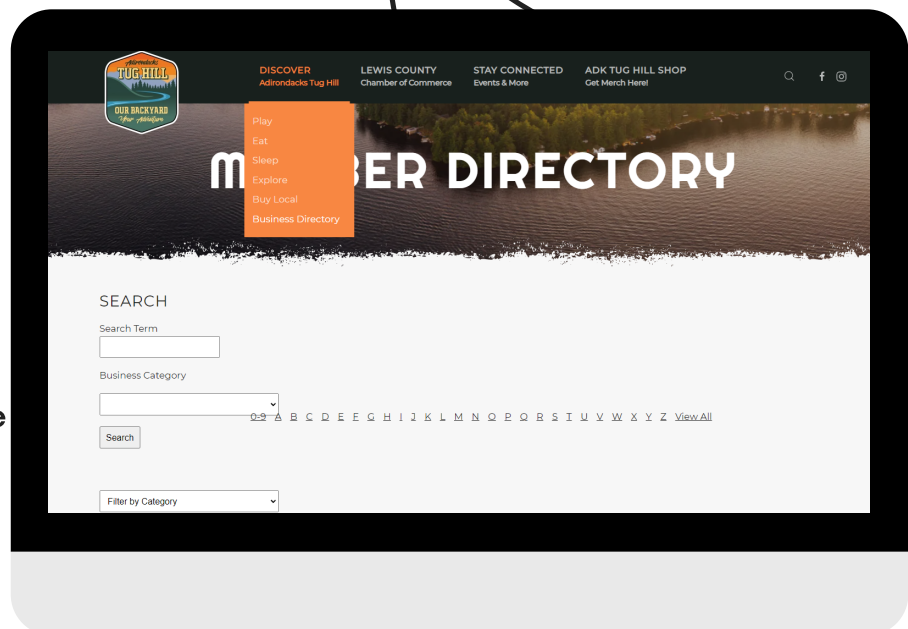 Adirondacks
TUG HILL
OUR BACKYARD
Your Adventure
DISCOVER
Adirondacks Tug Hill
LEWIS COUNTY
Chamber of Commerce
STAY CONNECTED
Events & More
ADK TUG HILL SHOP
Get Merch Here!
Play
Eat
Sleep
Explore
Buy Local
Business Directory
M BER DIRECTORY
SEARCH
Search Term
Business Category
0-9 A B C D E F G H I J K L M N O P Q R S T U V W X Y Z View All
Search
Filter by Category
e